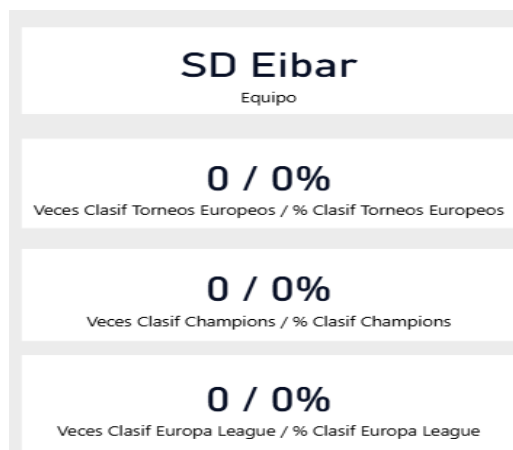 SD Eibar
Equipo
0 / 0%
Veces Clasif Torneos Europeos / % Clasif Torneos Europeos
0 / 0%
Veces Clasif Champions / % Clasif Champions
0 / 0%
Veces Clasif Europa League / % Clasif Europa League